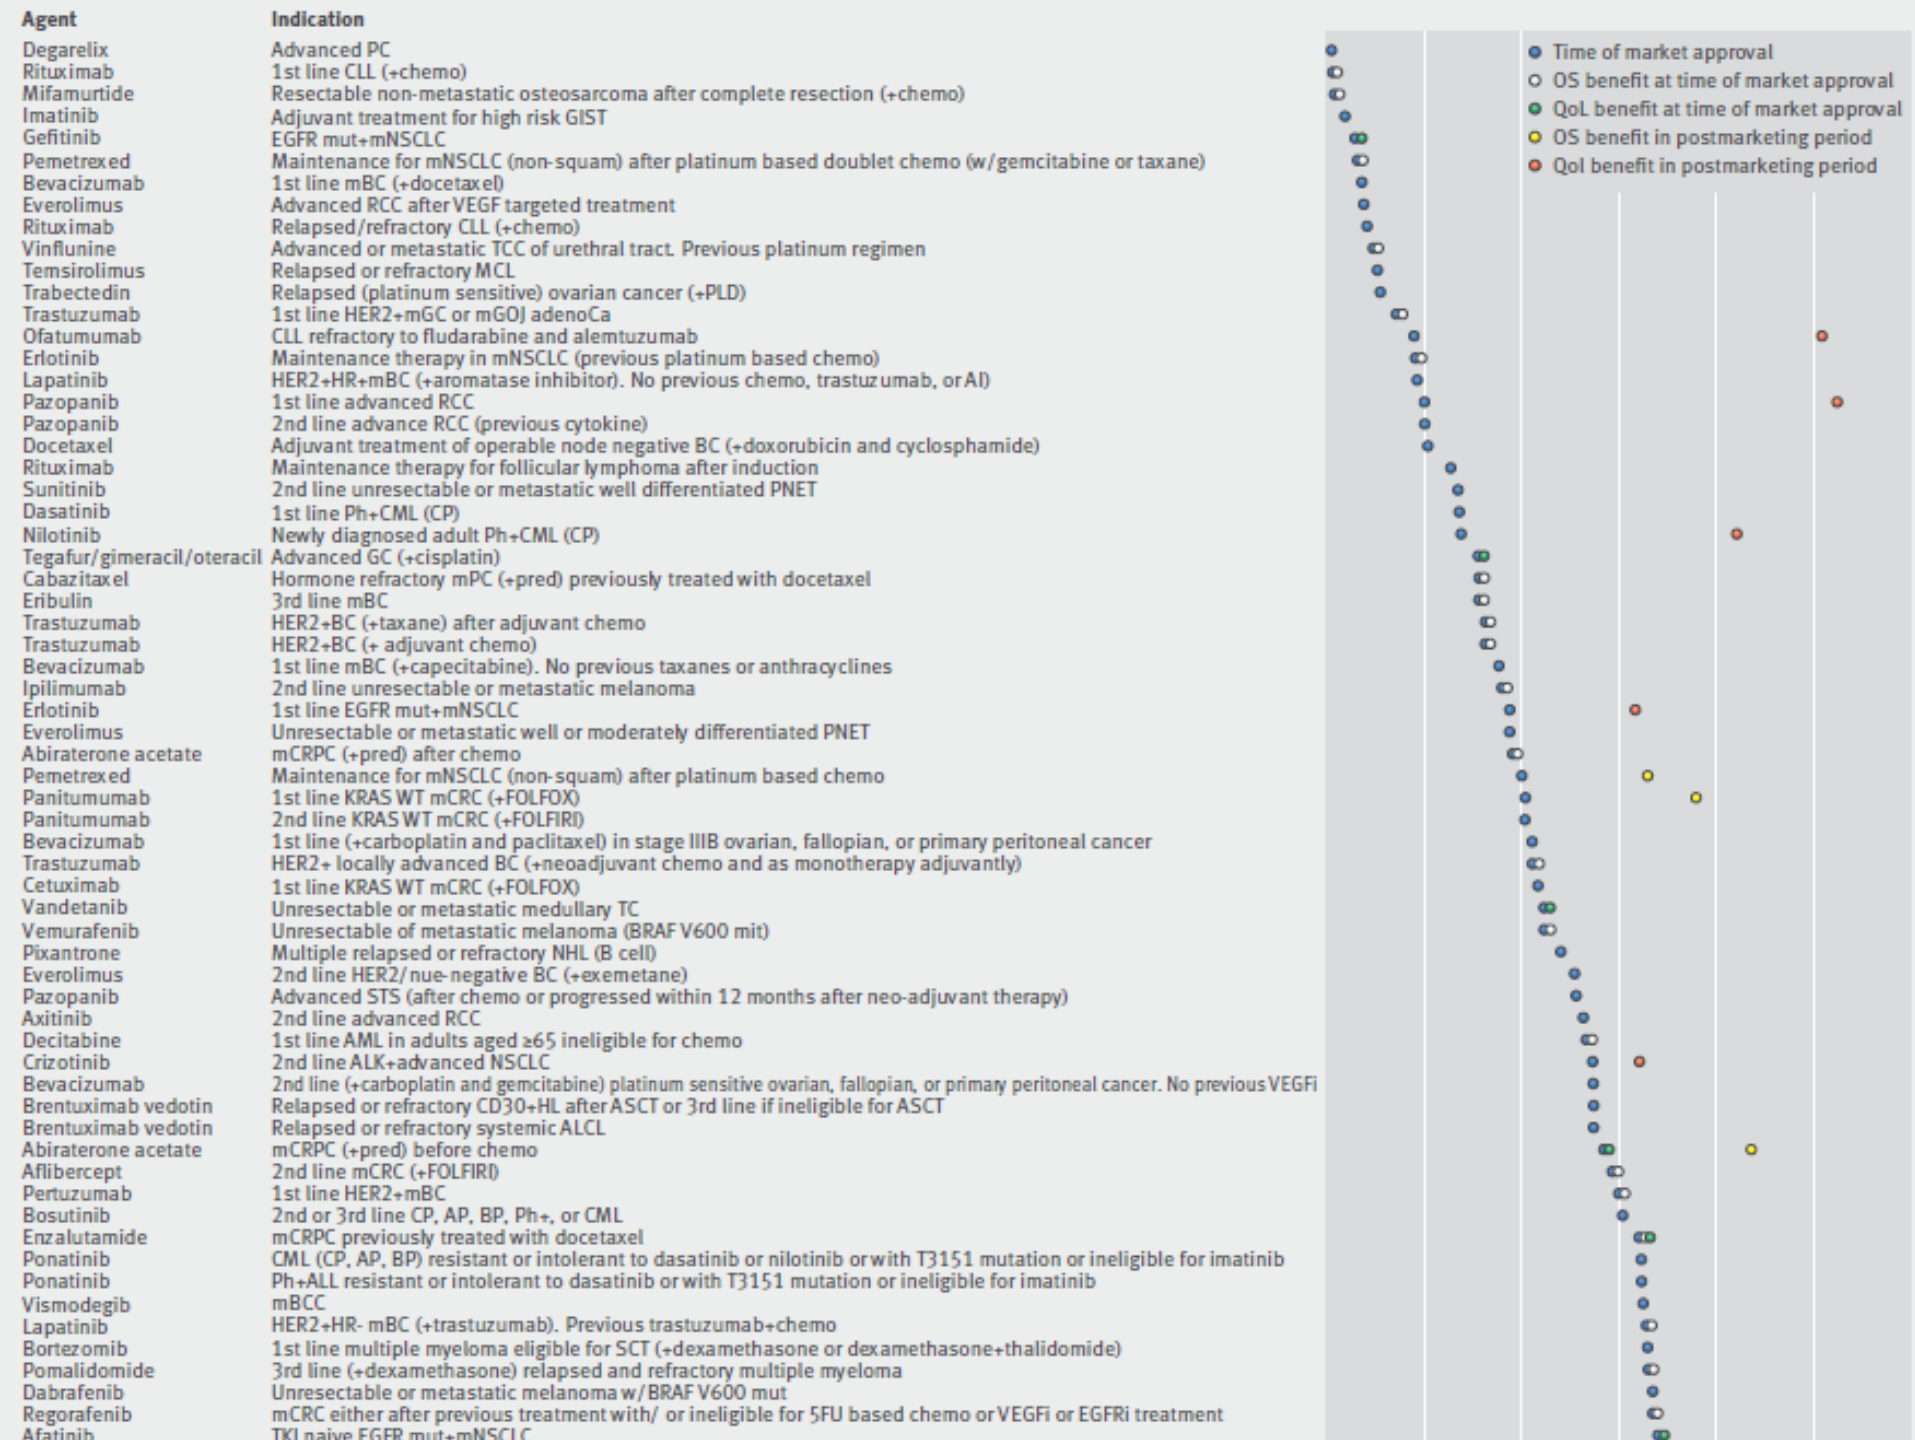 Agent Indication
Degarelix Advanced PC
Time of market approval
Rituximab 1st line CLL (+chemo)
OS benefit at time of market approval
Mifamurtide Resectable non-metastatic osteosarcoma after complete resection (+chemo)
QoL benefit at time of market approval
Imatinib Adjuvant treatment for high risk GIST
Gefitinib EGFR mut+mNSCLC
OS benefit in postmarketing period
Pemetrexed Maintenance for mNSCLC (non-squam) after platinum based doublet chemo (w/gemcitabine or taxane)
QoI benefit in postmarketing period
Bevacizumab 1st line mBC (+docetaxel)
Everolimus Advanced RCC after VEGF targeted treatment
Rituximab Relapsed/refractory CLL (+chemo)
Vinflunine Advanced or metastatic TCC of urethral tract. Previous platinum regimen
Temsirolimus Relapsed or refractory MCL
Trabectedin Relapsed (platinum sensitive) ovarian cancer (+PLD)
Trastuzumab 1st line HER2+mGC or mGOJ adenoCa
Ofatumumab CLL refractory to fludarabine and alemtuzumab
Erlotinib Maintenance therapy in mNSCLC (previous platinum based chemo)
Lapatinib HER2+HR+mBC (+aromatase inhibitor). No previous chemo, trastuzumab, or AI)
Pazopanib 1st line advanced RCC
Pazopanib 2nd line advance RCC (previous cytokine)
Docetaxel Adjuvant treatment of operable node negative BC (+doxorubicin and cyclosphamide)
Rituximab Maintenance therapy for follicular lymphoma after induction
Sunitinib 2nd line unresectable or metastatic well differentiated PNET
Dasatinib 1st line Ph+CML (CP)
Nilotinib Newly diagnosed adult Ph+CML (CP)
Tegafur/gimeracil/oteracil Advanced GC (+cisplatin)
Cabazitaxel Hormone refractory mPC (+pred) previously treated with docetaxel
Eribulin 3rd line mBC
Trastuzumab HER2+BC (+taxane) after adjuvant chemo
Trastuzumab HER2+BC (+ adjuvant chemo)
Bevacizumab 1st line mBC (+capecitabine). No previous taxanes or anthracyclines
Ipilimumab 2nd line unresectable or metastatic melanoma
Erlotinib 1st line EGFR mut+mNSCLC
Everolimus Unresectable or metastatic well or moderately differentiated PNET
Abiraterone acetate mCRPC (+pred) after chemo
Pemetrexed Maintenance for mNSCLC (non-squam) after platinum based chemo
Panitumumab 1st line KRAS WT mCRC (+FOLFOX)
Panitumumab 2nd line KRAS WT mCRC (+FOLFIRI)
Bevacizumab 1st line (+carboplatin and paclitaxel) in stage IIIB ovarian, fallopian, or primary peritoneal cancer
Trastuzumab HER2+ locally advanced BC (+neoadjuvant chemo and as monotherapy adjuvantly)
Cetuximab 1st line KRAS WT mCRC (+FOLFOX)
Vandetanib Unresectable or metastatic medullary TC
Vemurafenib Unresectable of metastatic melanoma (BRAF V600 mit)
Pixantrone Multiple relapsed or refractory NHL (B cell)
Everolimus 2nd line HER2/nue-negative BC (+exemetane)
Pazopanib Advanced STS (after chemo or progressed within 12 months after neo-adjuvant therapy)
Axitinib 2nd line advanced RCC
Decitabine 1st line AML in adults aged ≥65 ineligible for chemo
Crizotinib 2nd line ALK+advanced NSCLC
Bevacizumab 2nd line (+carboplatin and gemcitabine) platinum sensitive ovarian, fallopian, or primary peritoneal cancer. No previous VEGFi
Brentuximab vedotin Relapsed or refractory CD30+HL after ASCT or 3rd line if ineligible for ASCT
Brentuximab vedotin Relapsed or refractory systemic ALCL
Abiraterone acetate mCRPC (+pred) before chemo
Aflibercept 2nd line mCRC (+FOLFIRI)
Pertuzumab 1st line HER2+mBC
Bosutinib 2nd or 3rd line CP, AP, BP, Ph+, or CML
Enzalutamide mCRPC previously treated with docetaxel
Ponatinib CML (CP, AP, BP) resistant or intolerant to dasatinib or nilotinib or with T3151 mutation or ineligible for imatinib
Ponatinib Ph+ALL resistant or intolerant to dasatinib or with T3151 mutation or ineligible for imatinib
Vismodegib mBCC
Lapatinib HER2+HR- mBC (+trastuzumab). Previous trastuzumab+chemo
Bortezomib 1st line multiple myeloma eligible for SCT (+dexamethasone or dexamethasone+thalidomide)
Pomalidomide 3rd line (+dexamethasone) relapsed and refractory multiple myeloma
Dabrafenib Unresectable or metastatic melanoma w/BRAF V600 mut
Regorafenib mCRC either after previous treatment with/ or ineligible for 5FU based chemo or VEGFi or EGFRi treatment
Afatinib TKI naive EGFR mut+mNSCLC